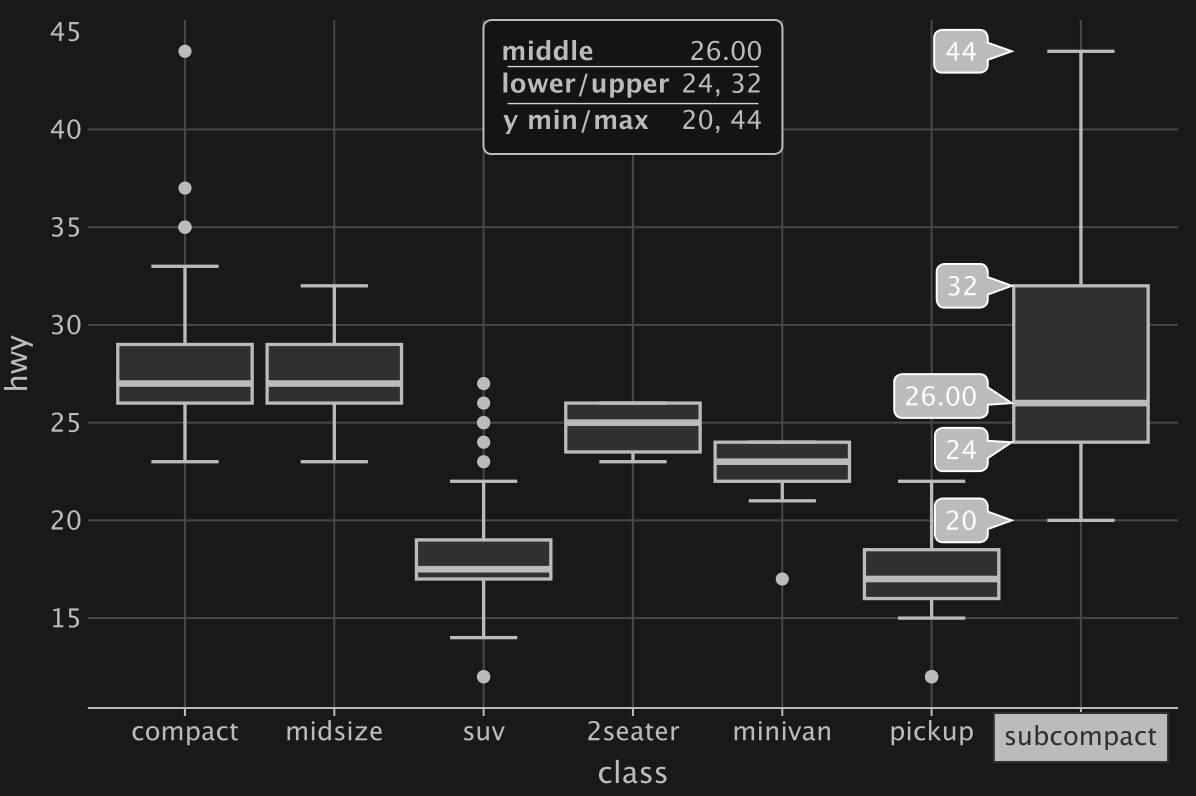 45
40
35
30
25
20
15
hwy
middle 26.00
lower/upper 24, 32
y min/max 20, 44
44
32
26.00
24
20
compact midsize suv 2seater minivan pickup subcompact
class